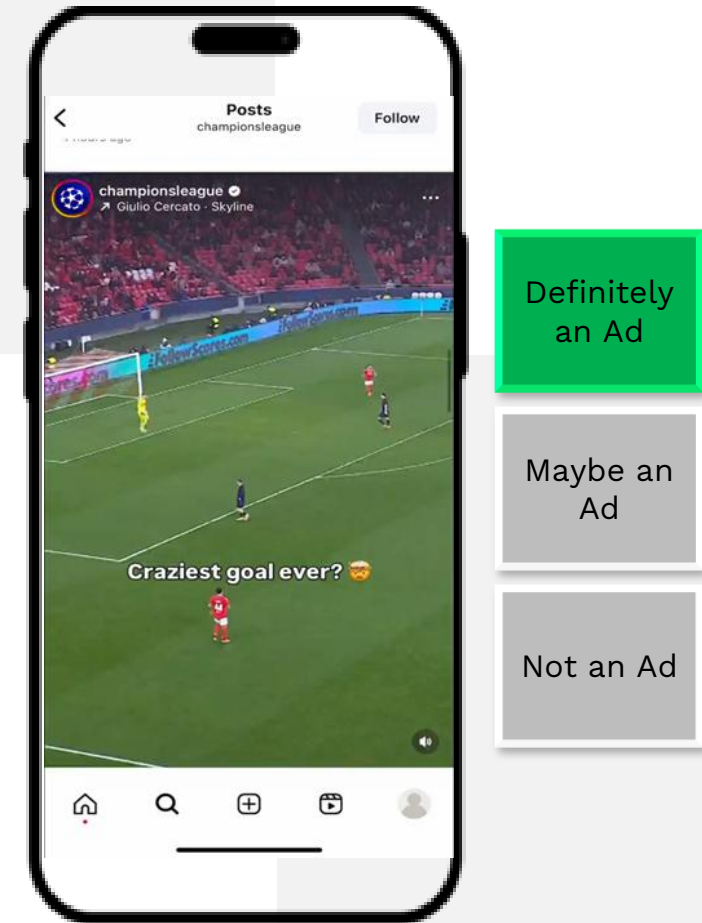 Posts
championsleague
Follow
championsleague
Giulio Cercato · Skyline
Craziest goal ever? 🤯
Definitely
an Ad
Maybe an
Ad
Not an Ad